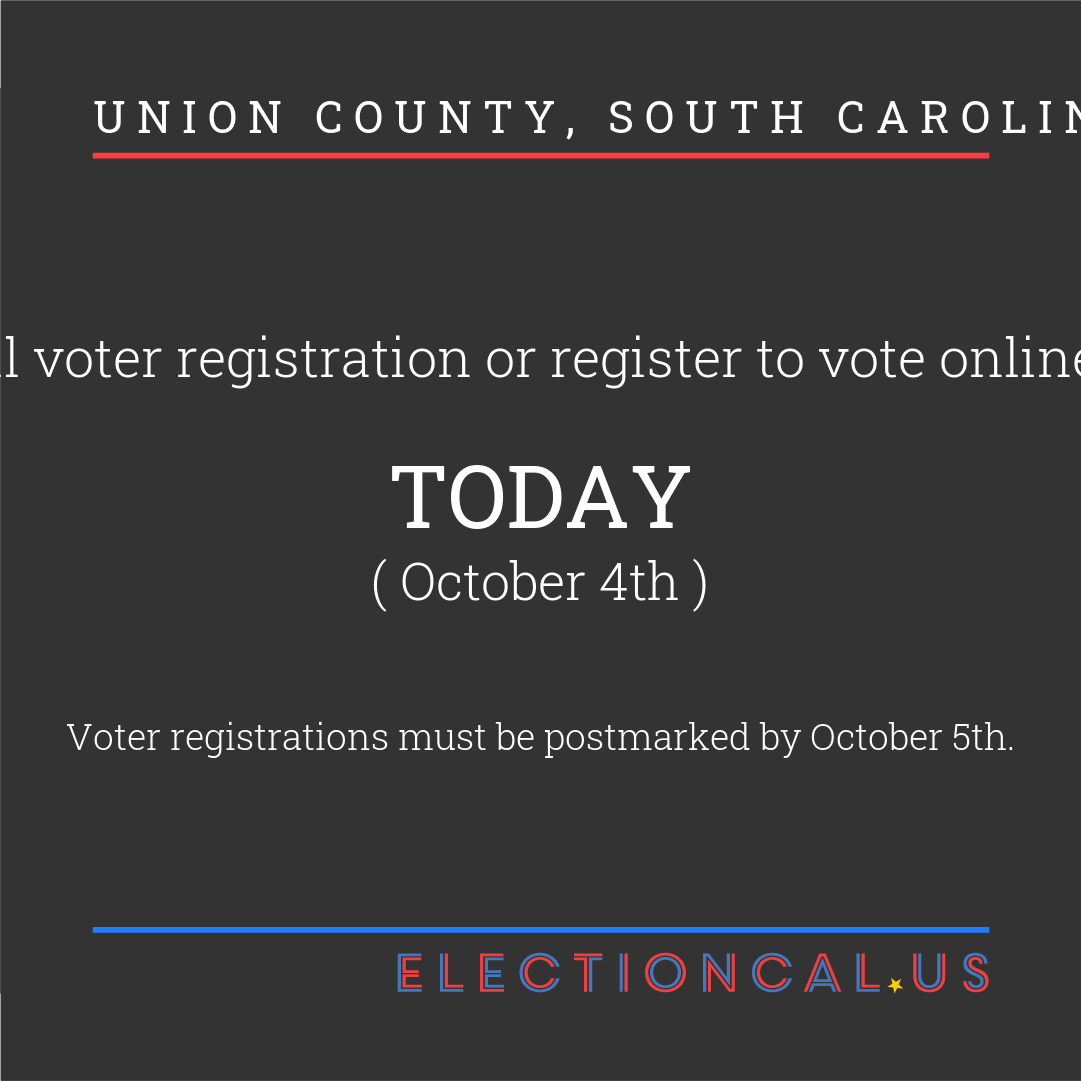 UNION COUNTY, SOUTH CAROLIN
l voter registration or register to vote online
TODAY
( October 4th )
Voter registrations must be postmarked by October 5th.
ELECTIONCAL.US